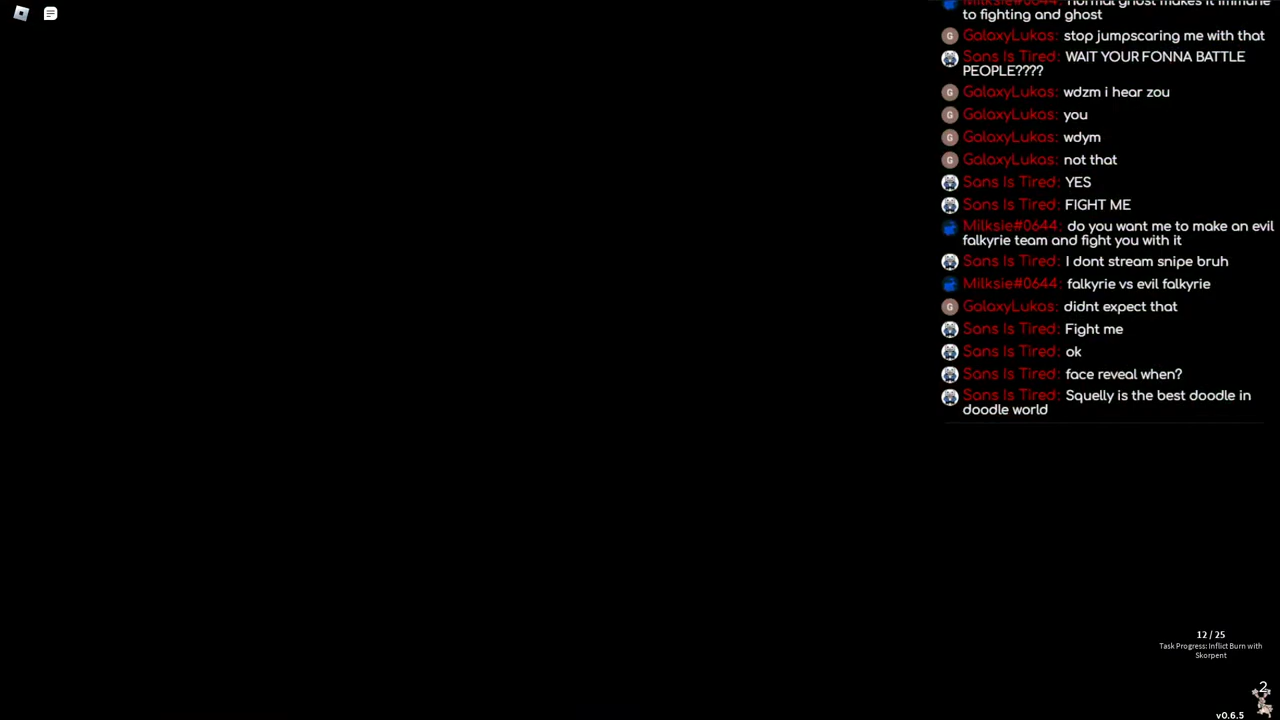 Milksie#0644: normal ghost makes it immune
to fighting and ghost
G GalaxyLukas: stop jumpscaring me with that
Sans Is Tired: WAIT YOUR FONNA BATTLE
PEOPLE????
G GalaxyLukas: wdzm i hear zou
G GalaxyLukas: you
G GalaxyLukas: wdym
G GalaxyLukas: not that
Sans Is Tired: YES
Sans Is Tired: FIGHT ME
Milksie#0644: do you want me to make an evil
falkyrie team and fight you with it
Sans Is Tired: I dont stream snipe bruh
Milksie#0644: falkyrie vs evil falkyrie
G GalaxyLukas: didnt expect that
Sans Is Tired: Fight me
Sans Is Tired: ok
Sans Is Tired: face reveal when?
Sans Is Tired: Squelly is the best doodle in
doodle world
12 / 25
Task Progress: Inflict Burn with
Skorpent
2
v0.6.5